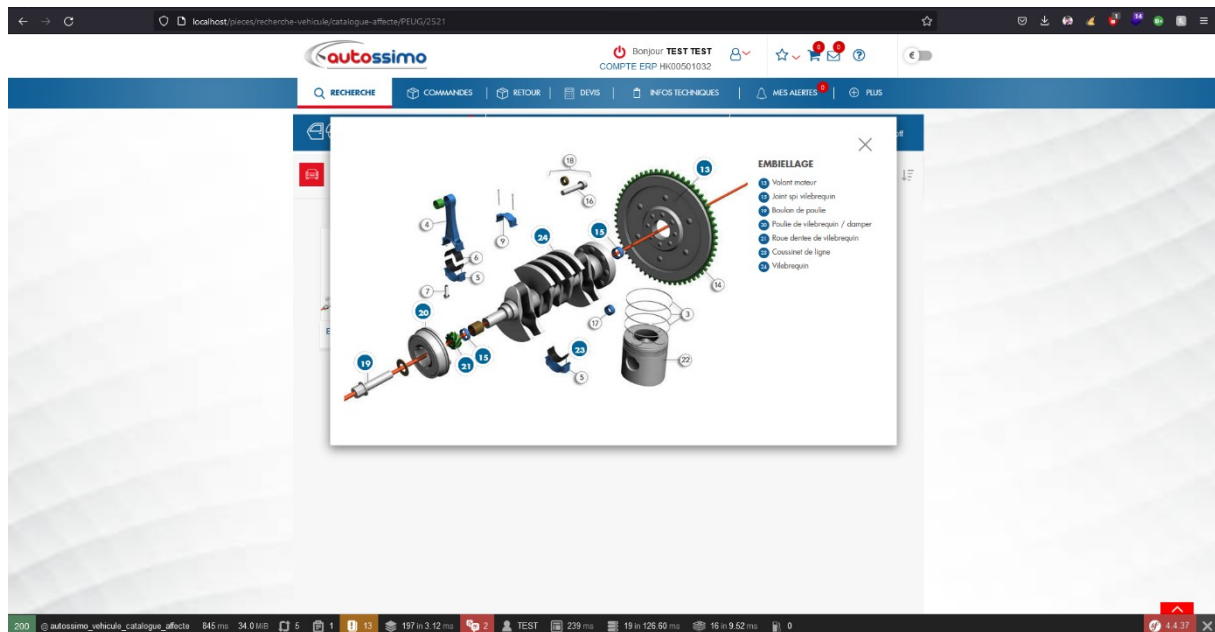 localhost/pieces/recherche-vehicule/catalogue-affecte/PEUG/2521
1
14
autossimo
Bonjour TEST TEST
COMPTE ERP HK00501032
0
0
€
RECHERCHE
COMMANDES
RETOUR
DEVIS
INFOS TECHNIQUES
MES ALERTES
0
PLUS
EMBIELLAGE
13 Volant moteur
15 Joint spi vilebrequin
19 Boulon de poulie
20 Poulie de vilebrequin / damper
21 Roue dentee de vilebrequin
23 Coussinet de ligne
24 Vilebrequin
18
13
16
4
9
24
15
6
5
7
14
20
17
3
21
15
23
22
19
5
200 @ autossimo_vehicule_catalogue_affecte 845 ms 34.0 MiB 5 1 13 197 in 3.12 ms 2 TEST 239 ms 19 in 126.60 ms 16 in 9.52 ms 0 4.4.37